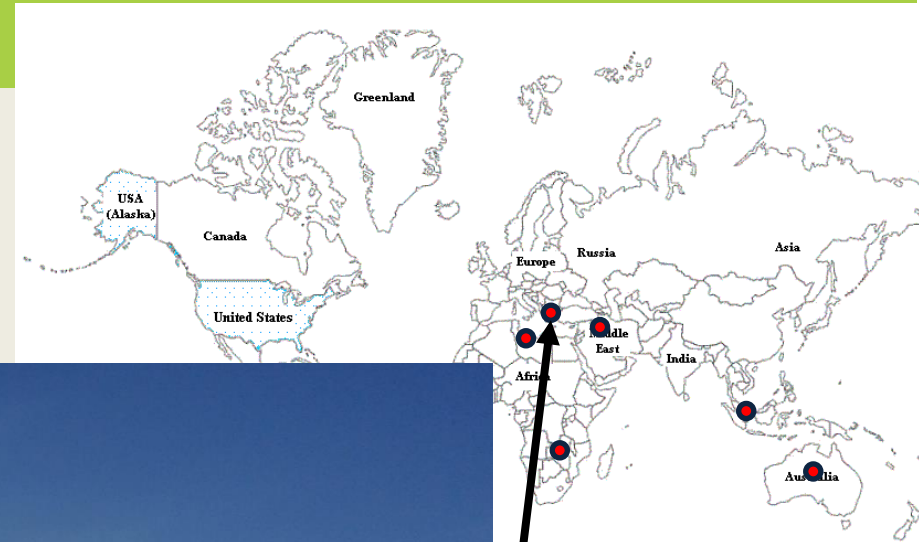 Greenland
USA
(Alaska)
Canada
Europe
Russia
Asia
United States
Middle
East
India
Africa
Australia